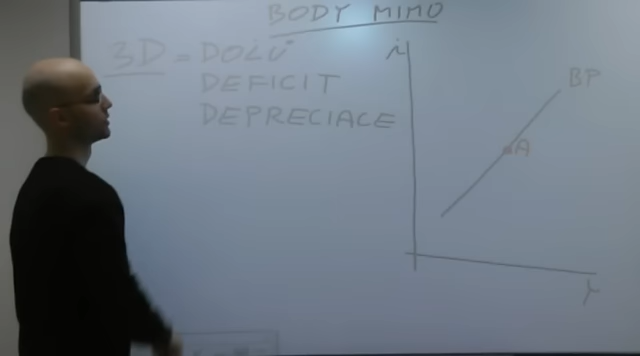 BODY MIMO
3D = DOLŮ
DEFICIT
DEPRECIACE
i
BP
A
Y